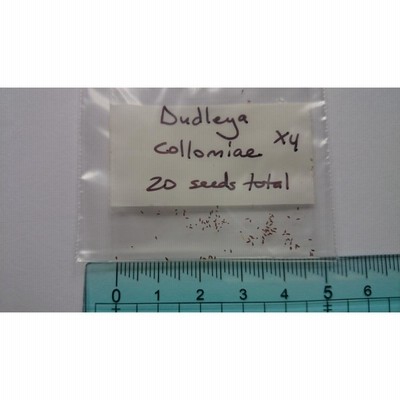 Dudleya
collomiae x4
20 seeds total
0 1 2 3 4 5 6